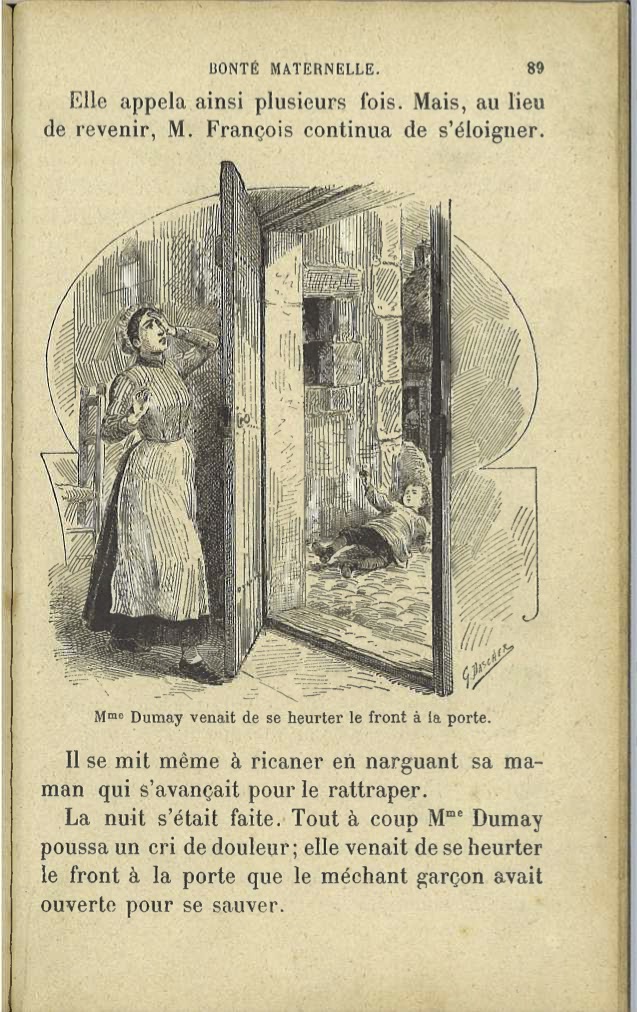 BONTÉ MATERNELLE. 89
Elle appela ainsi plusieurs fois. Mais, au lieu
de revenir, M. François continua de s'éloigner.
G. DASCHER
Mme Dumay venait de se heurter le front à la porte.
Il se mit même à ricaner en narguant sa ma-
man qui s'avançait pour le rattraper.
La nuit s'était faite. Tout à coup Mme Dumay
poussa un cri de douleur; elle venait de se heurter
le front à la porte que le méchant garçon avait
ouverte pour se sauver.